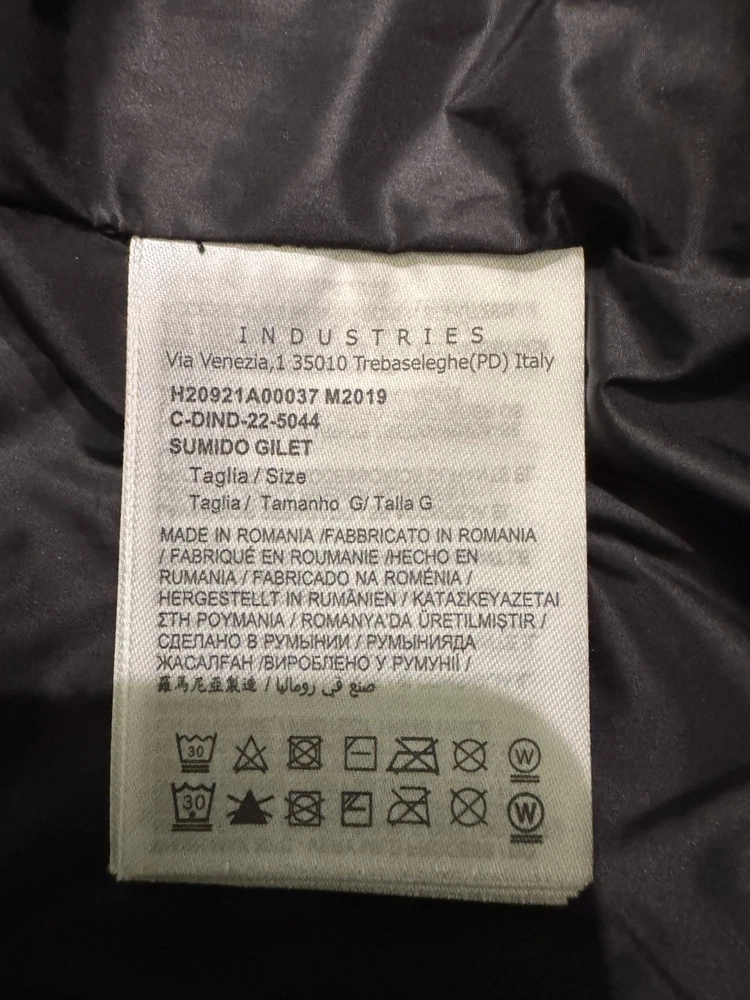 INDUSTRIES
Via Venezia,1 35010 Trebaseleghe(PD) Italy
H20921A00037 M2019
C-DIND-22-5044
SUMIDO GILET
Taglia / Size
Taglia / Tamanho G/ Talla G
MADE IN ROMANIA /FABBRICATO IN ROMANIA
/ FABRIQUÉ EN ROUMANIE /HECHO EN
RUMANIA / FABRICADO NA ROMÉNIA /
HERGESTELLT IN RUMÄNIEN / ΚΑΤΑΣΚΕΥΑΖΕΤΑΙ
ΣΤΗ ΡΟΥΜΑΝΙΑ / ROMANYA'DA ÜRETILMIŞTIR /
СДЕЛАНО В РУМЫНИИ / РУМЫНИЯДА
ЖАСАЛҒАН /ВИРОБЛЕНО У РУМУНІЇ /
羅馬尼亞製造 / صنع في رومانيا
30 W
30 W